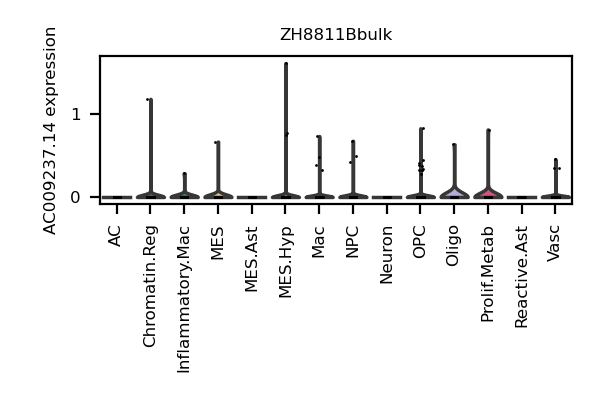 ZH8811Bbulk
AC009237.14 expression
1
0
AC
Chromatin.Reg
Inflammatory.Mac
MES
MES.Ast
MES.Hyp
Mac
NPC
Neuron
OPC
Oligo
Prolif.Metab
Reactive.Ast
Vasc